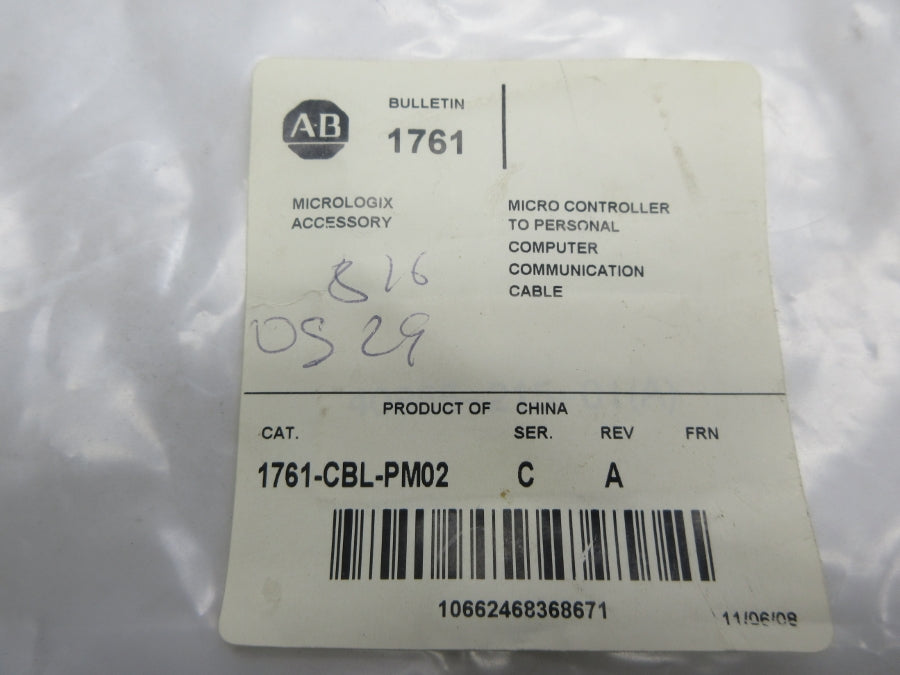 A·B
BULLETIN
1761
MICROLOGIX
ACCESSORY
MICRO CONTROLLER
TO PERSONAL
COMPUTER
COMMUNICATION
CABLE
816
OS 29
PRODUCT OF CHINA
CAT. SER. REV FRN
1761-CBL-PM02 C A
10662468368671
11/06/08